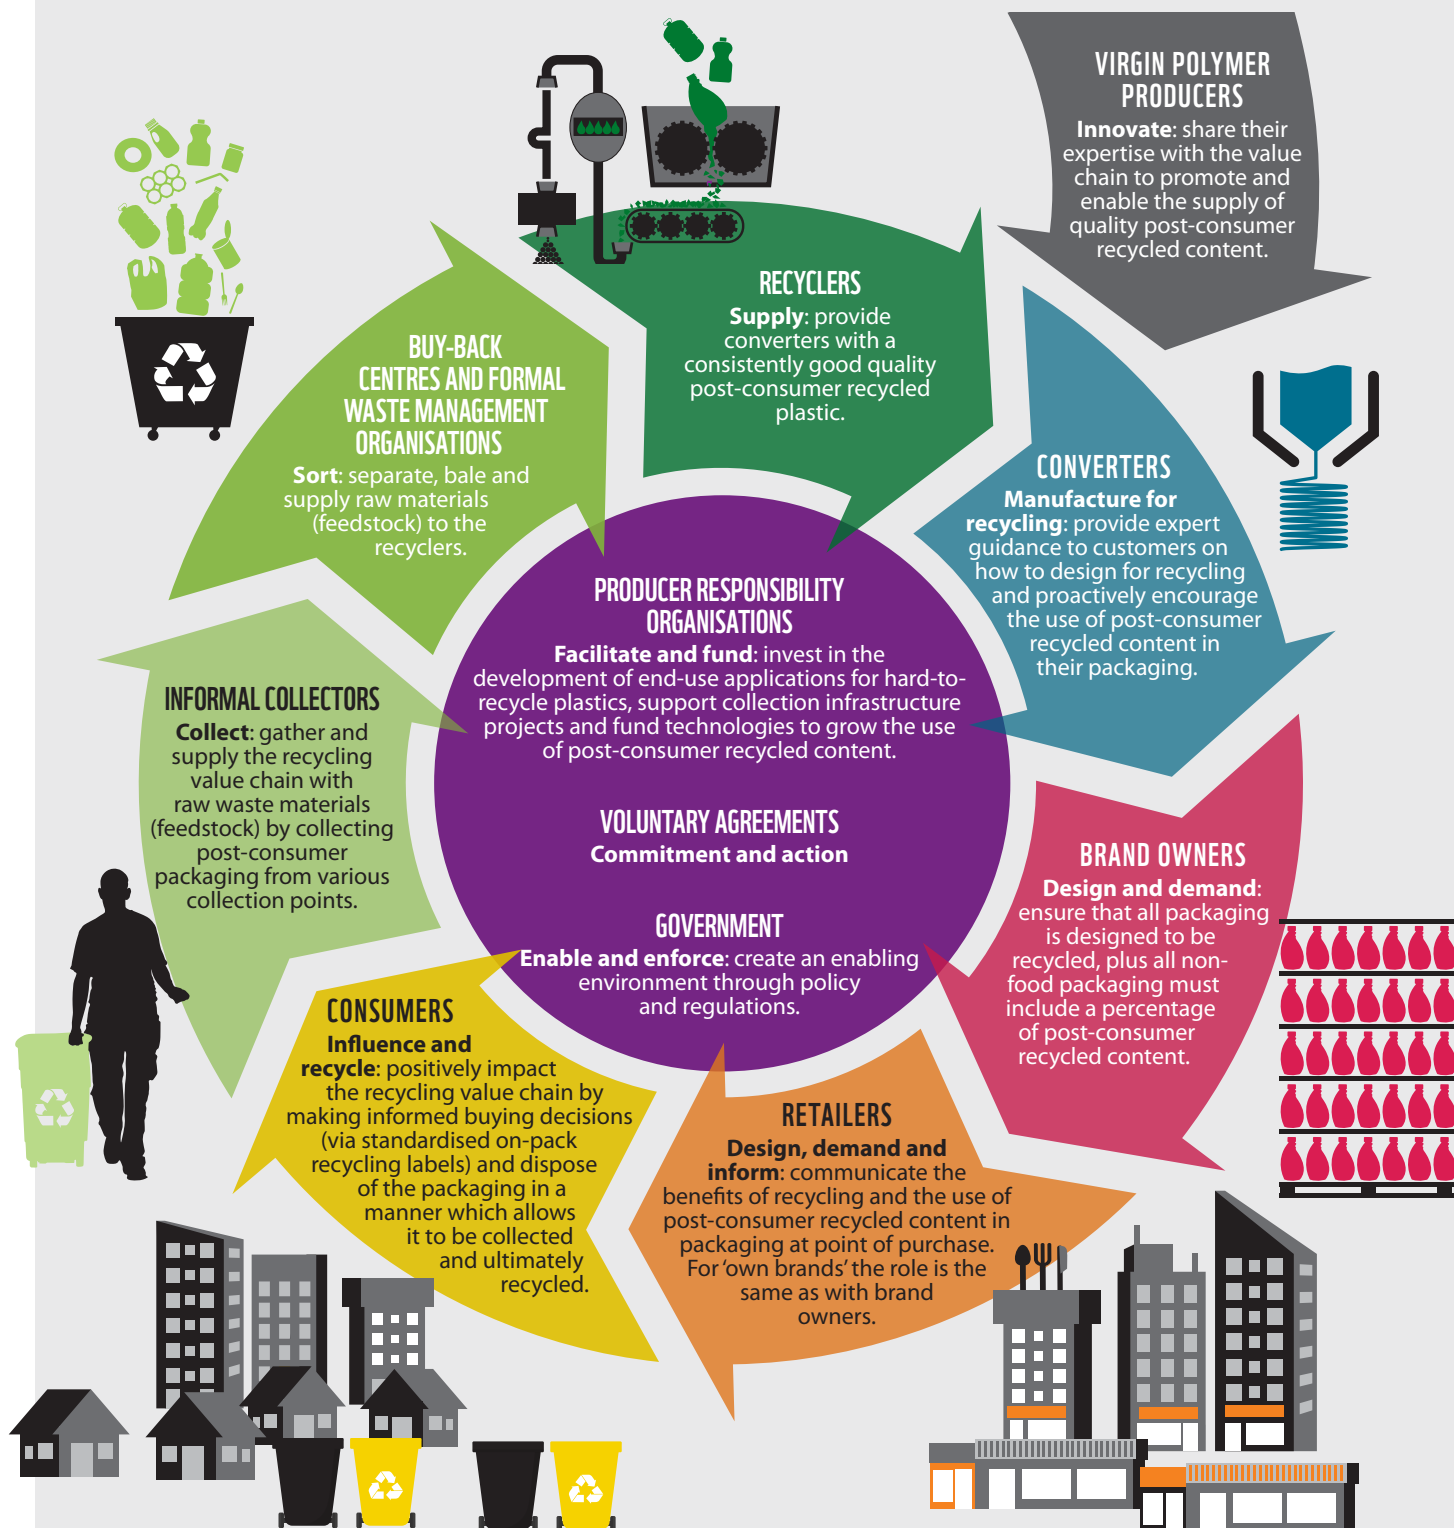 VIRGIN POLYMER
PRODUCERS
Innovate: share their
expertise with the value
chain to promote and
enable the supply of
quality post-consumer
recycled content.
RECYCLERS
Supply: provide
converters with a
consistently good quality
post-consumer recycled
plastic.
BUY-BACK
CENTRES AND FORMAL
WASTE MANAGEMENT
ORGANISATIONS
Sort: separate, bale and
supply raw materials
(feedstock) to the
recyclers.
CONVERTERS
Manufacture for
recycling: provide expert
guidance to customers on
how to design for recycling
and proactively encourage
the use of post-consumer
recycled content in
their packaging.
PRODUCER RESPONSIBILITY
ORGANISATIONS
Facilitate and fund: invest in the
development of end-use applications for hard-to-
recycle plastics, support collection infrastructure
projects and fund technologies to grow the use
of post-consumer recycled content.
VOLUNTARY AGREEMENTS
Commitment and action
GOVERNMENT
Enable and enforce: create an enabling
environment through policy
and regulations.
INFORMAL COLLECTORS
Collect: gather and
supply the recycling
value chain with
raw waste materials
(feedstock) by collecting
post-consumer
packaging from various
collection points.
BRAND OWNERS
Design and demand:
ensure that all packaging
is designed to be
recycled, plus all non-
food packaging must
include a percentage
of post-consumer
recycled content.
CONSUMERS
Influence and
recycle: positively impact
the recycling value chain by
making informed buying decisions
(via standardised on-pack
recycling labels) and dispose
of the packaging in a
manner which allows
it to be collected
and ultimately
recycled.
RETAILERS
Design, demand and
inform: communicate the
benefits of recycling and the use of
post-consumer recycled content in
packaging at point of purchase.
For ‘own brands’ the role is the
same as with brand
owners.